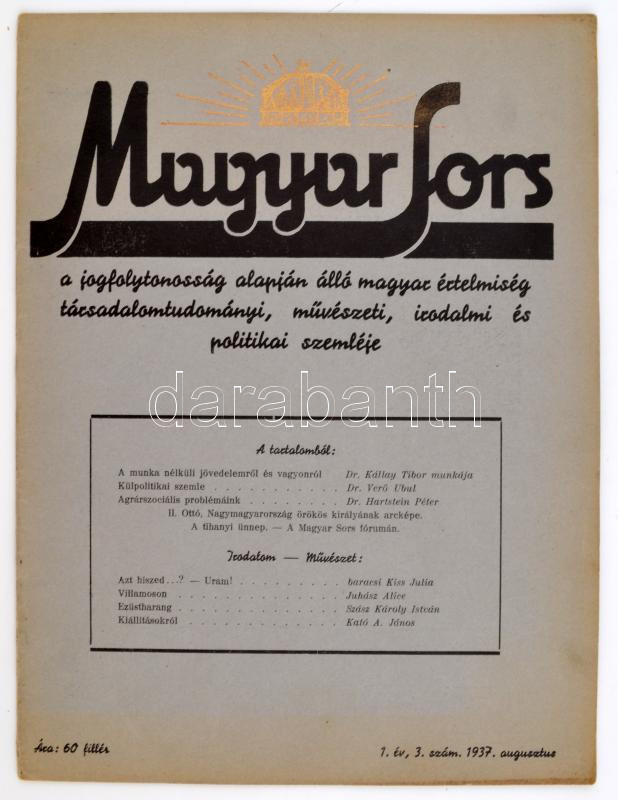 Magyar Sors
a jogfolytonosság alapján álló magyar értelmiség
társadalomtudományi, művészeti, irodalmi és
politikai szemléje
darabanth
A tartalomból:
A munka nélküli jövedelemről és vagyonról Dr. Kállay Tibor munkája
Külpolitikai szemle . . . . . . . . . . . . Dr. Verő Ubul
Agrárszociális problémáink . . . . . . . . Dr. Hartstein Péter
II. Ottó, Nagymagyarország örökös királyának arcképe.
A tihanyi ünnep. — A Magyar Sors fórumán.
Irodalom — Művészet:
Azt hiszed...? — Uram! . . . . . . . . . baracsi Kiss Julia
Villamoson . . . . . . . . . . . . . . Juhász Alice
Ezüstharang . . . . . . . . . . . . . Szász Károly István
Kiállításokról . . . . . . . . . . . . . Kató A. János
Ára: 60 fillér
1. év, 3. szám. 1937. augusztus